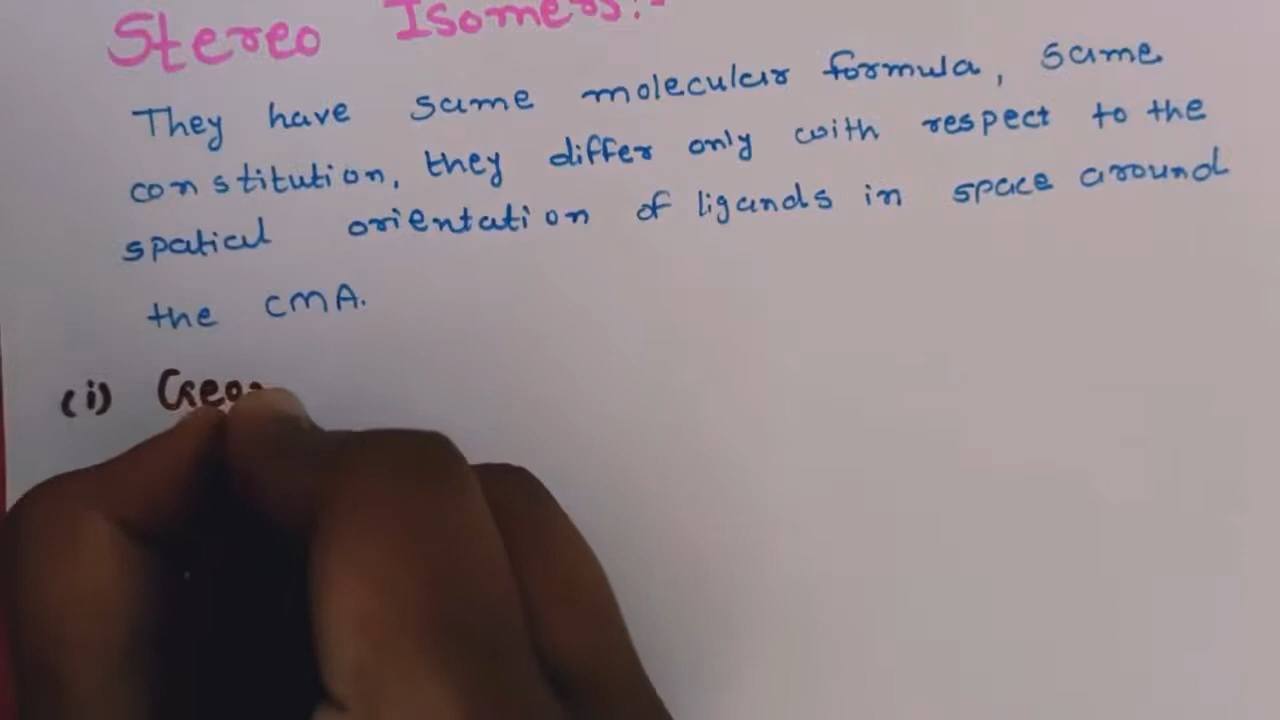 Stereo Isomers:-
They have same molecular formula, same
constitution, they differ only with respect to the
spatial orientation of ligands in space around
the CMA.
(i) Geo